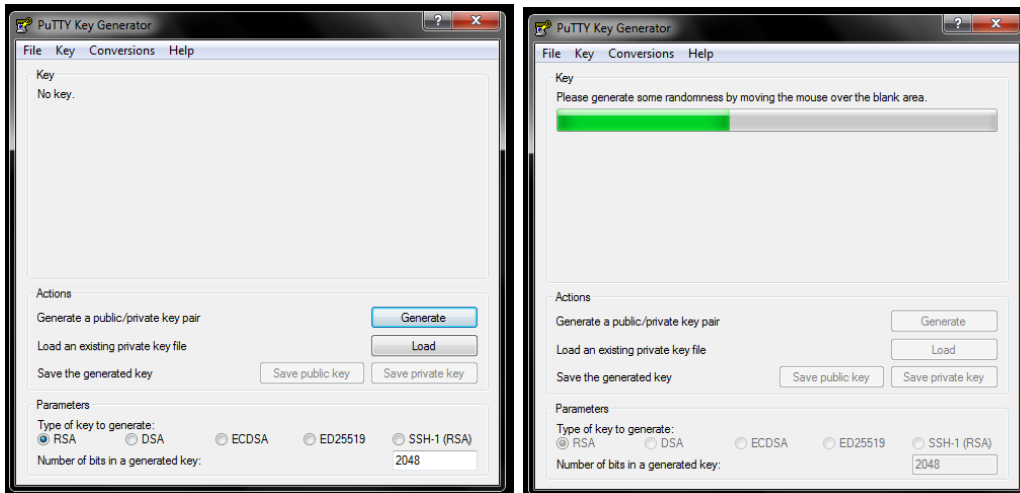 PuTTY Key Generator
?
File Key Conversions Help
Key
No key.
Actions
Generate a public/private key pair
Generate
Load an existing private key file
Load
Save the generated key
Save public key
Save private key
Parameters
Type of key to generate:
RSA DSA ECDSA ED25519 SSH-1 (RSA)
Number of bits in a generated key:
2048
PuTTY Key Generator
?
File Key Conversions Help
Key
Please generate some randomness by moving the mouse over the blank area.
Actions
Generate a public/private key pair
Generate
Load an existing private key file
Load
Save the generated key
Save public key
Save private key
Parameters
Type of key to generate:
RSA DSA ECDSA ED25519 SSH-1 (RSA)
Number of bits in a generated key:
2048